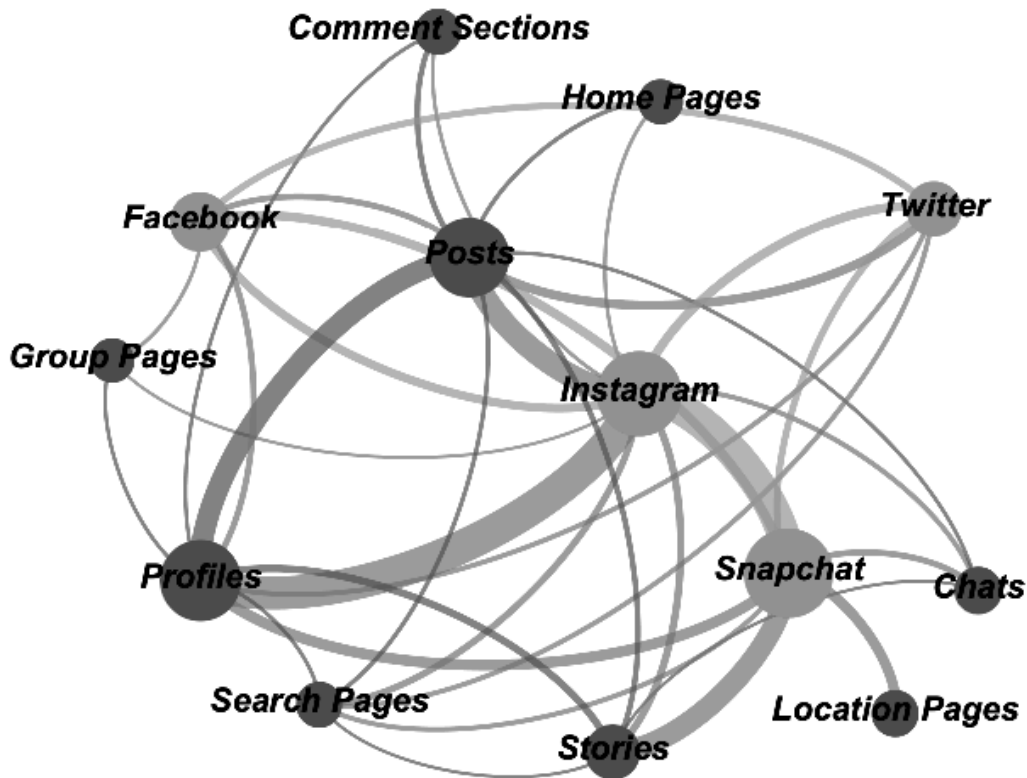 Comment Sections
Home Pages
Twitter
Facebook
Posts
Group Pages
Instagram
Snapchat
Profiles
Chats
Search Pages
Location Pages
Stories